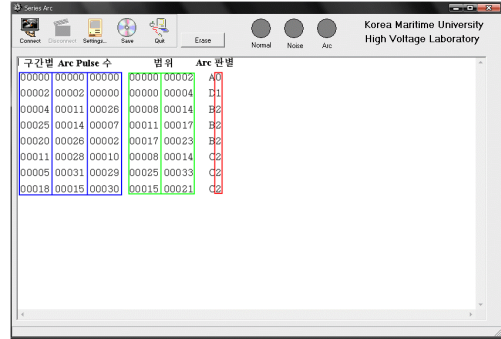 Series Arc
Connect Disconnect Settings... Save Quit Erase Normal Noise Arc
Korea Maritime University
High Voltage Laboratory
구간별 Arc Pulse 수 범위 Arc 판별
00000 00000 00000 00000 00002 A0
00002 00002 00000 00000 00004 D1
00004 00011 00026 00008 00014 B2
00025 00014 00007 00011 00017 B2
00020 00026 00002 00017 00023 B2
00011 00028 00010 00008 00014 C2
00005 00031 00029 00025 00033 C2
00018 00015 00030 00015 00021 C2